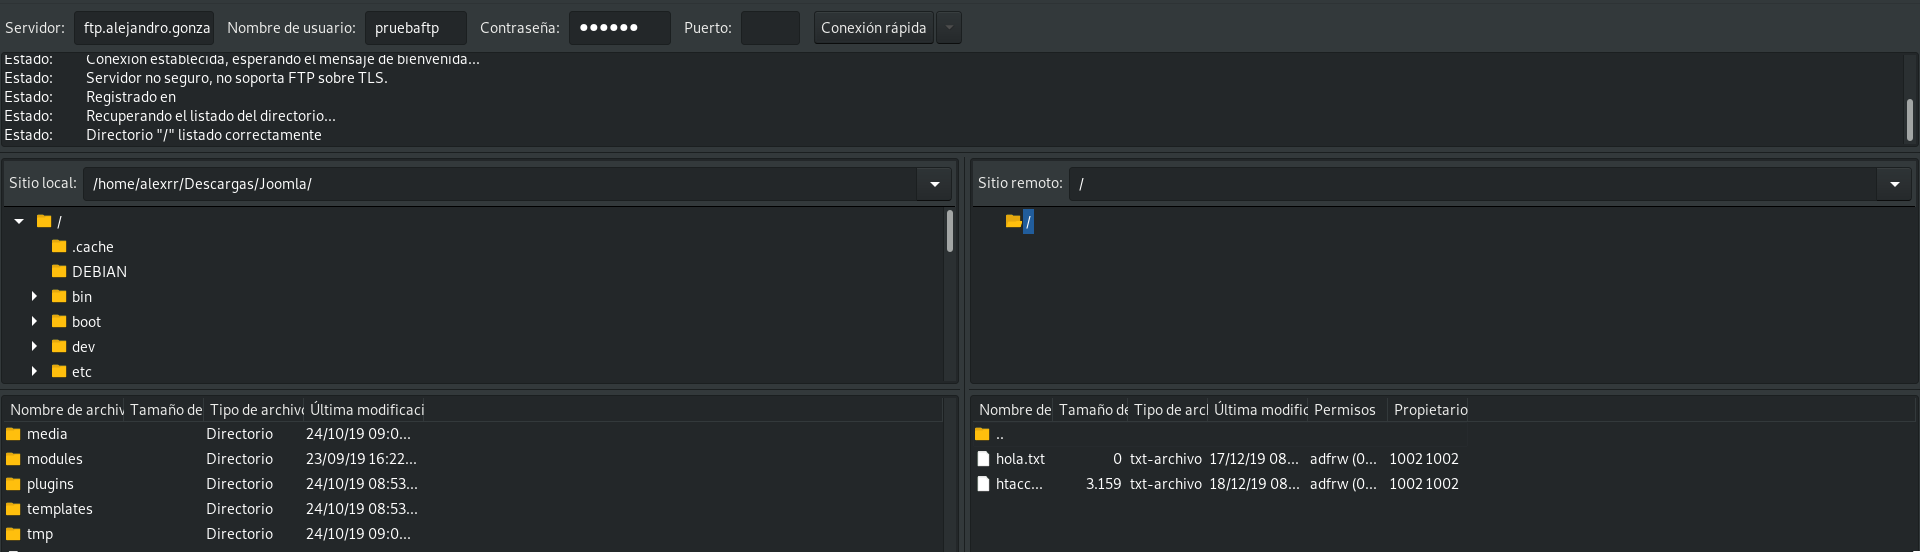 Servidor: ftp.alejandro.gonza Nombre de usuario: pruebaftp Contraseña: ●●●●●● Puerto: Conexión rápida
Estado: Conexión establecida, esperando el mensaje de bienvenida...
Estado: Servidor no seguro, no soporta FTP sobre TLS.
Estado: Registrado en
Estado: Recuperando el listado del directorio...
Estado: Directorio "/" listado correctamente
Sitio local: /home/alexrr/Descargas/Joomla/
/
.cache
DEBIAN
bin
boot
dev
etc
Nombre de archiv Tamaño de Tipo de archivo Última modificaci
media Directorio 24/10/19 09:0...
modules Directorio 23/09/19 16:22...
plugins Directorio 24/10/19 08:53...
templates Directorio 24/10/19 08:53...
tmp Directorio 24/10/19 09:0...
Sitio remoto: /
/
Nombre de Tamaño de Tipo de arcl Última modific Permisos Propietario
..
hola.txt 0 txt-archivo 17/12/19 08... adfrw (0... 1002 1002
htacc... 3.159 txt-archivo 18/12/19 08... adfrw (0... 1002 1002